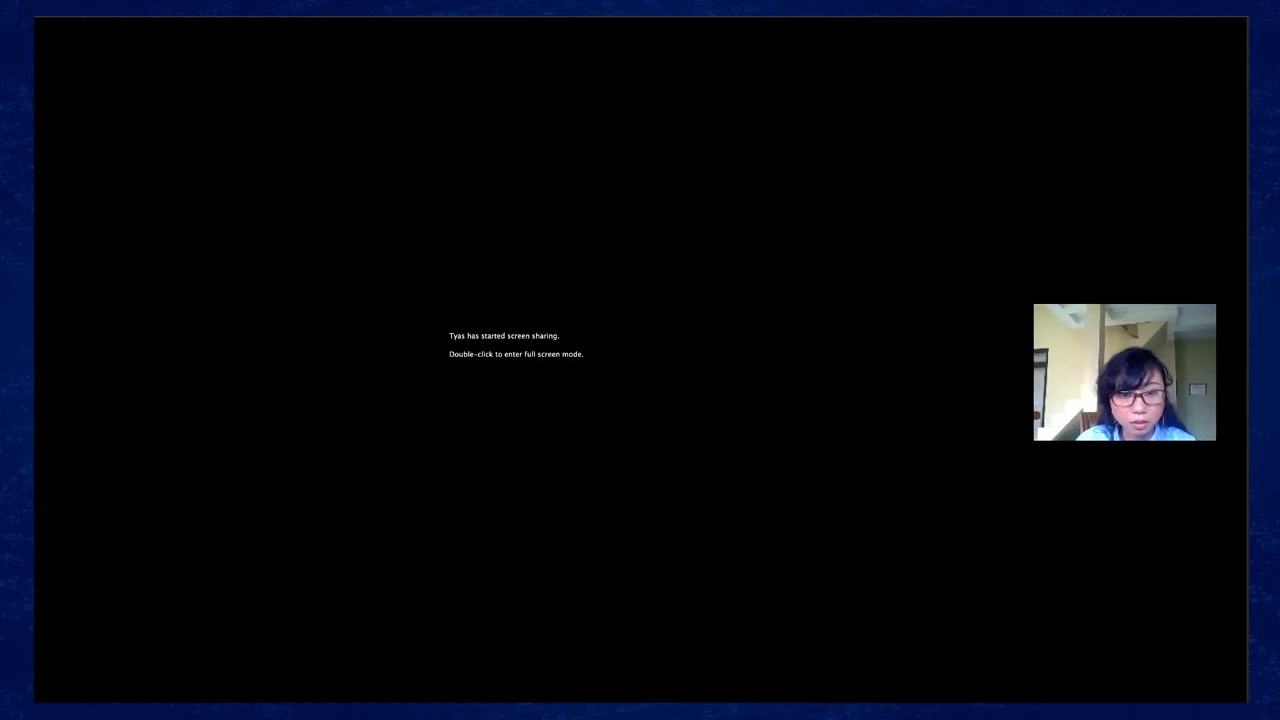 Tyas has started screen sharing.
Double-click to enter full screen mode.